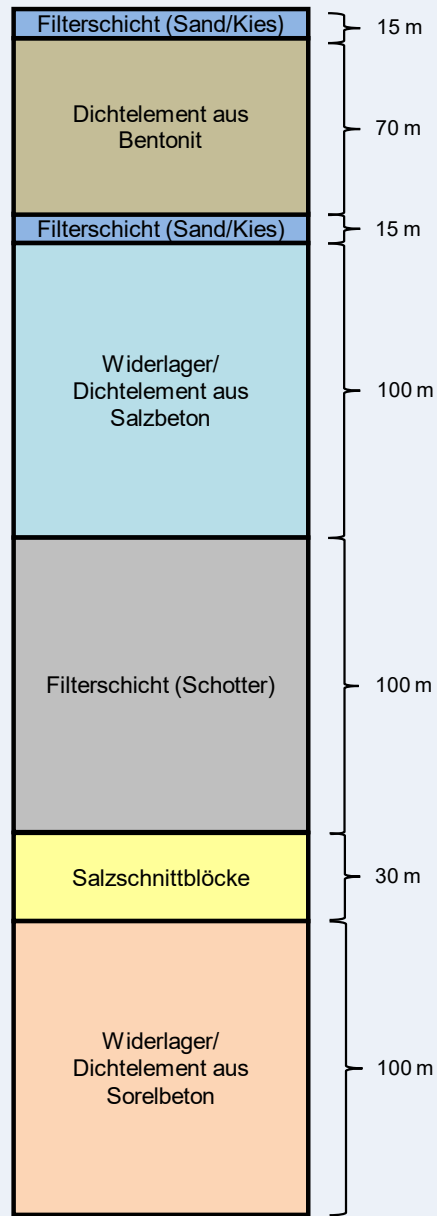 Filterschicht (Sand/Kies)
15 m
Dichtelement aus
Bentonit
70 m
Filterschicht (Sand/Kies)
15 m
Widerlager/
Dichtelement aus
Salzbeton
100 m
Filterschicht (Schotter)
100 m
Salzschnittblöcke
30 m
Widerlager/
Dichtelement aus
Sorelbeton
100 m